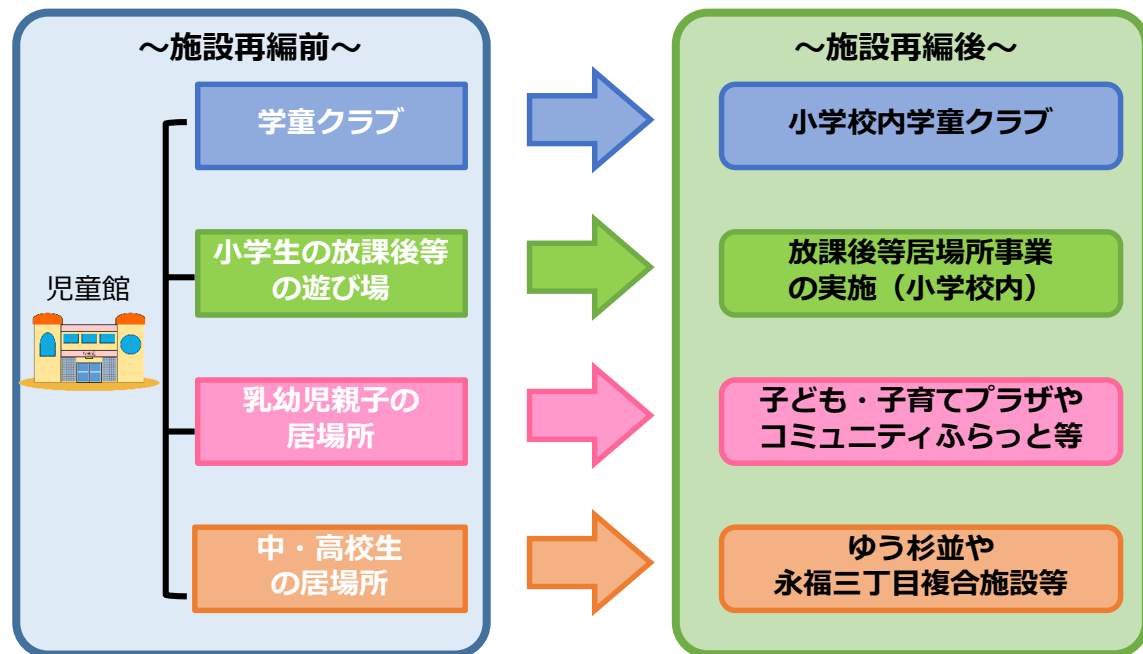 ～施設再編前～
児童館
学童クラブ
小学生の放課後等
の遊び場
乳幼児親子の
居場所
中・高校生
の居場所
～施設再編後～
小学校内学童クラブ
放課後等居場所事業
の実施（小学校内）
子ども・子育てプラザや
コミュニティふらっと等
ゆう杉並や
永福三丁目複合施設等